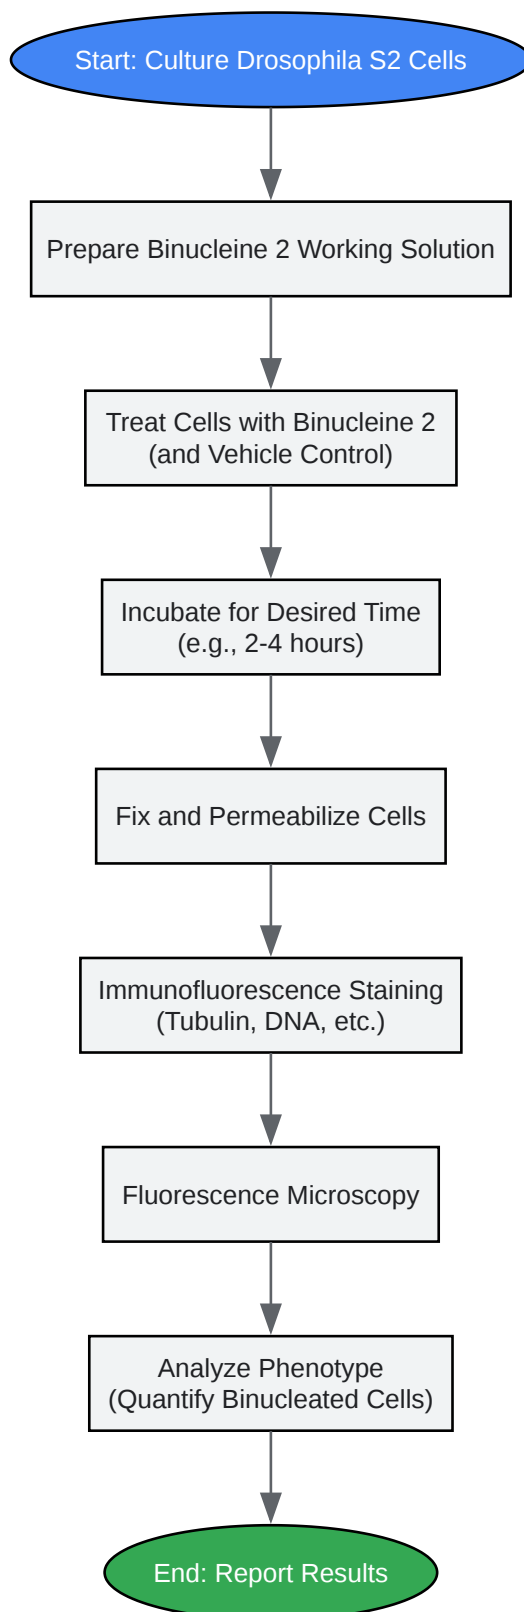 Start: Culture Drosophila S2 Cells
Prepare Binucleine 2 Working Solution
Treat Cells with Binucleine 2
(and Vehicle Control)
Incubate for Desired Time
(e.g., 2-4 hours)
Fix and Permeabilize Cells
Immunofluorescence Staining
(Tubulin, DNA, etc.)
Fluorescence Microscopy
Analyze Phenotype
(Quantify Binucleated Cells)
End: Report Results